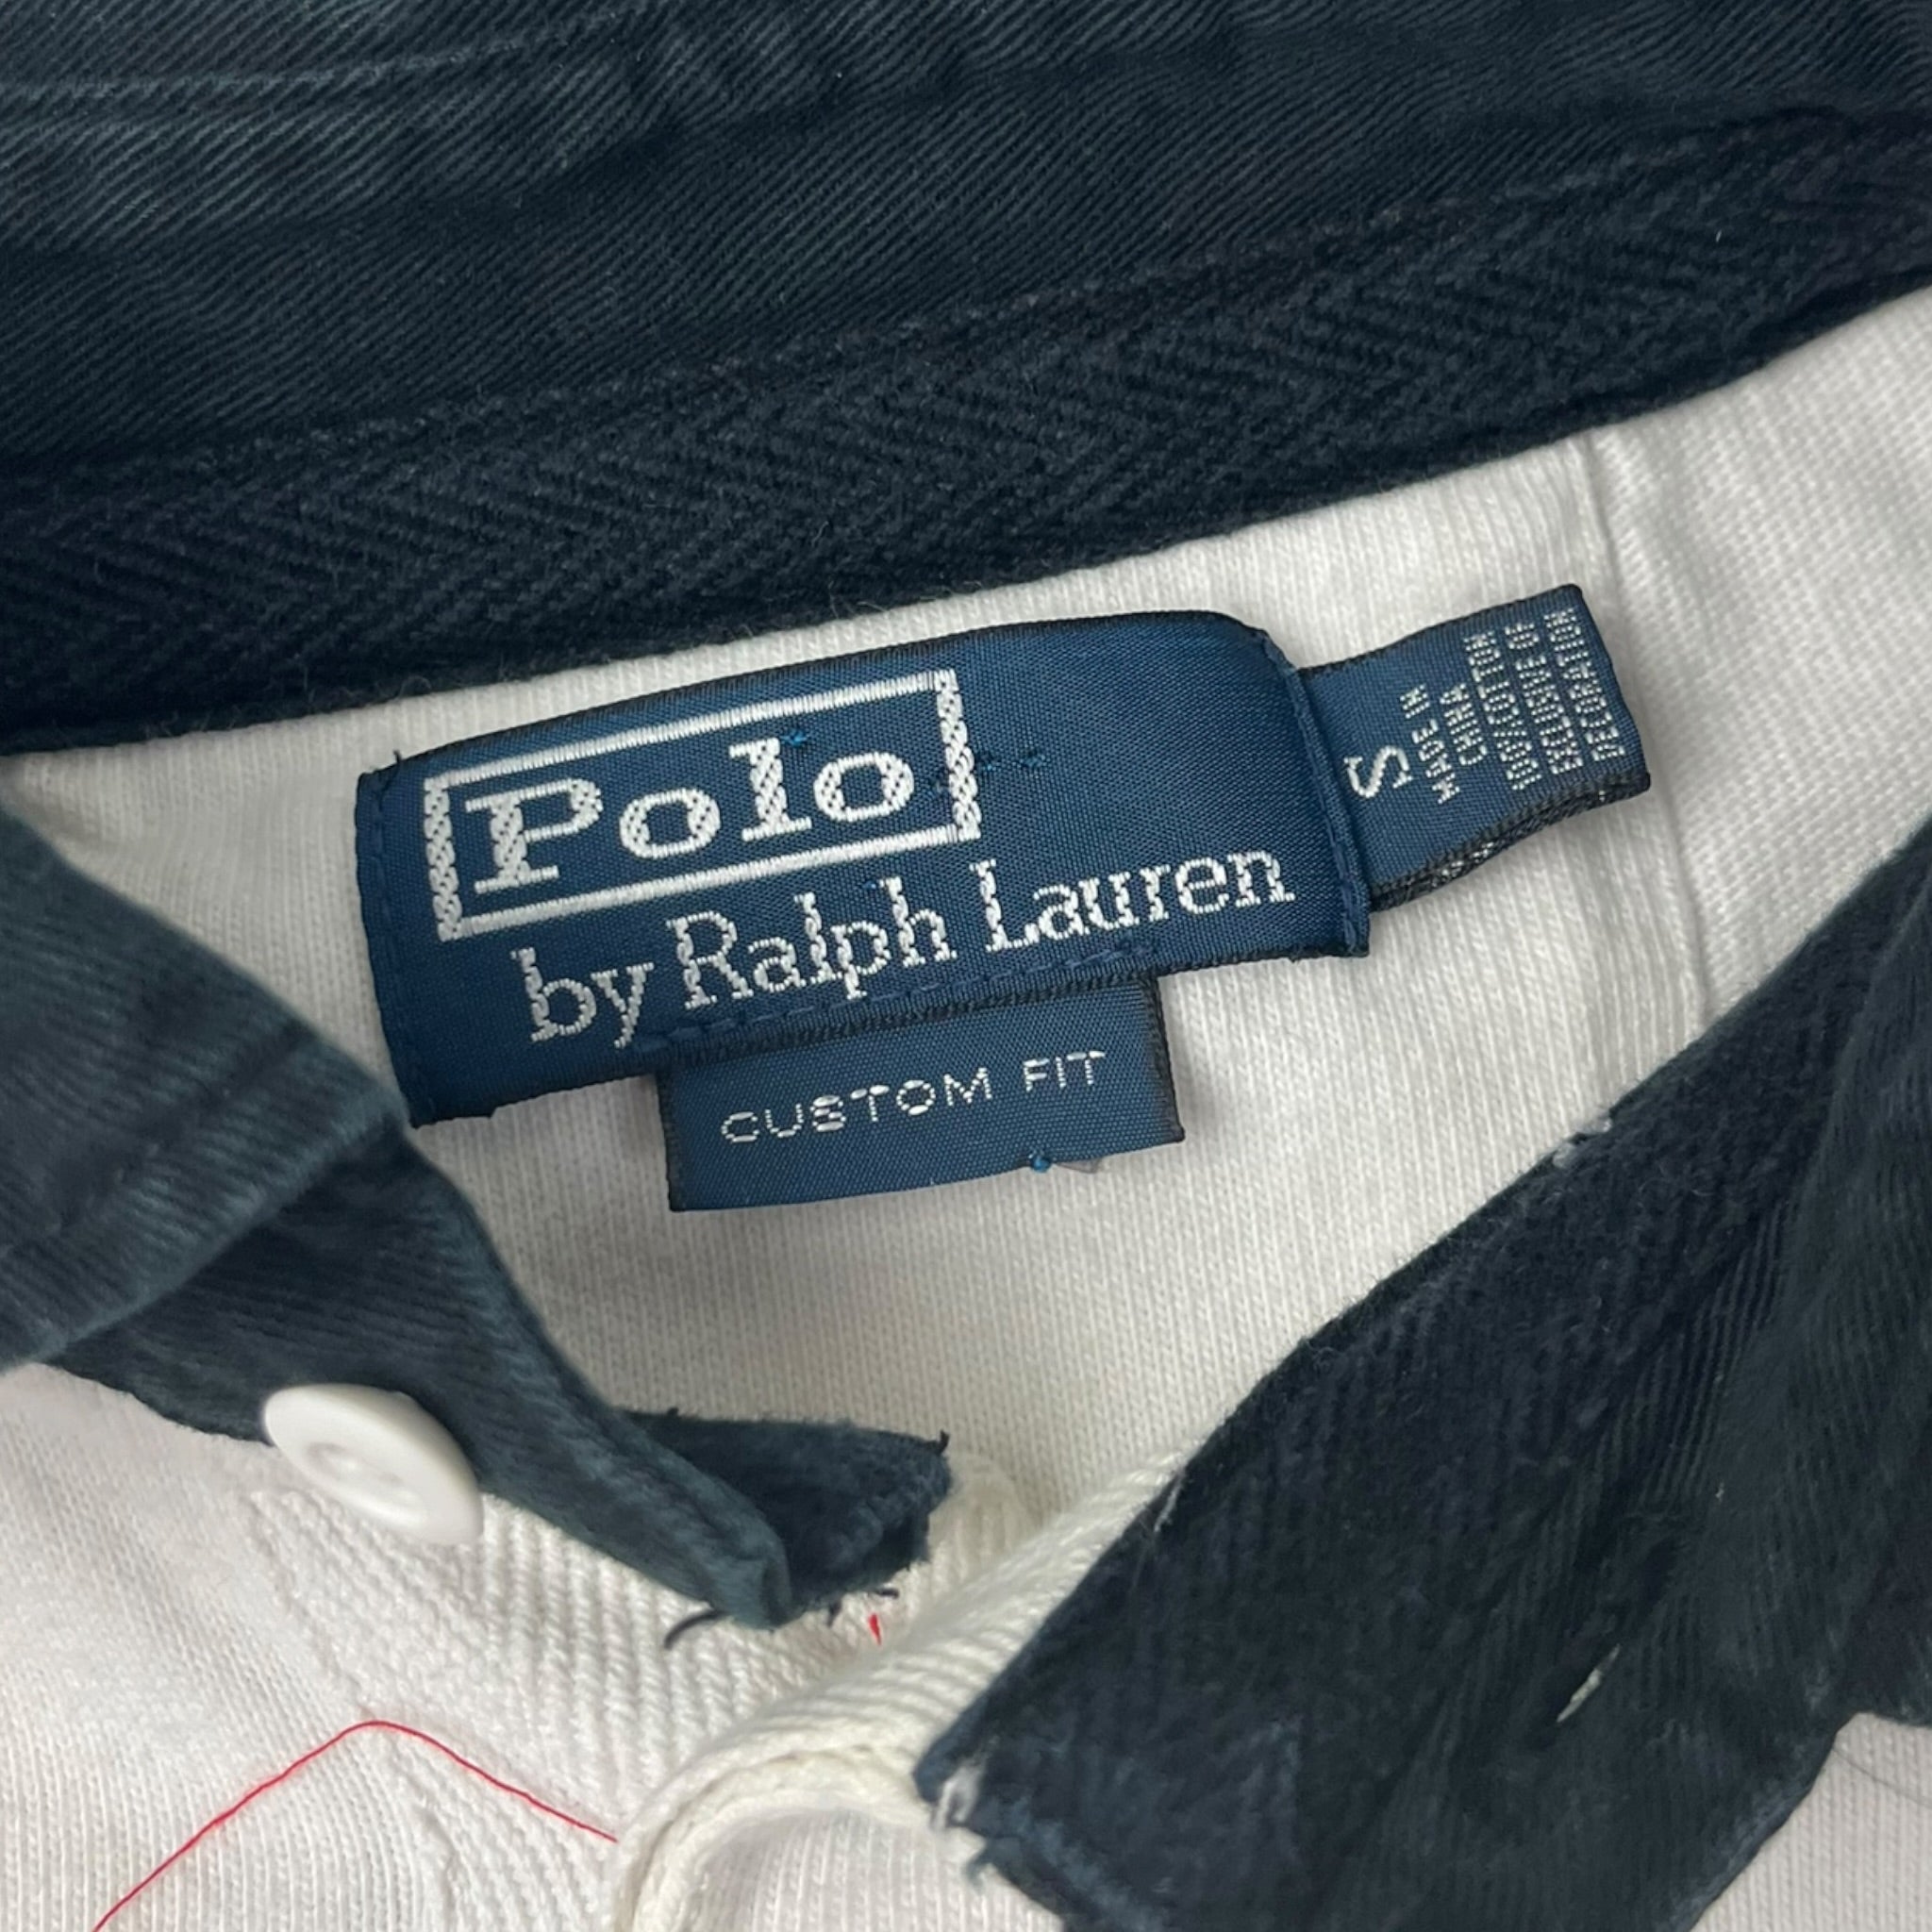 Polo
by Ralph Lauren
CUSTOM FIT
S
MADE IN
CHINA
100/COTTON
EXCLUSIVE OF
DECORATION